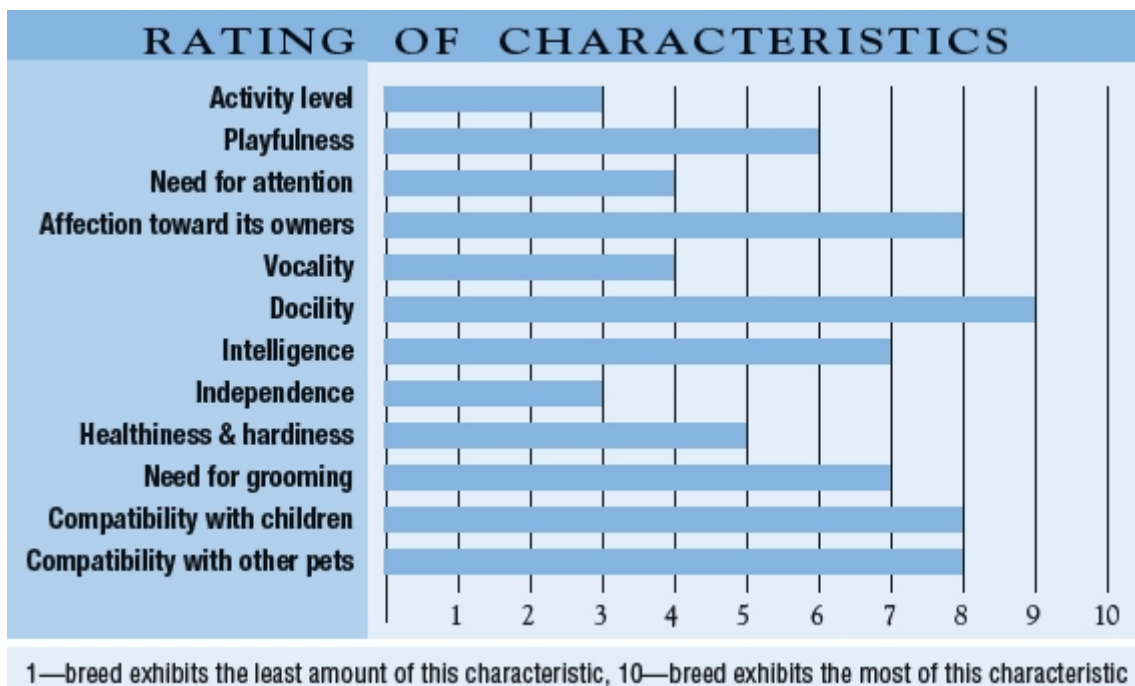 RATING OF CHARACTERISTICS
Activity level
Playfulness
Need for attention
Affection toward its owners
Vocality
Docility
Intelligence
Independence
Healthiness & hardiness
Need for grooming
Compatibility with children
Compatibility with other pets
1 2 3 4 5 6 7 8 9 10
1—breed exhibits the least amount of this characteristic, 10—breed exhibits the most of this characteristic